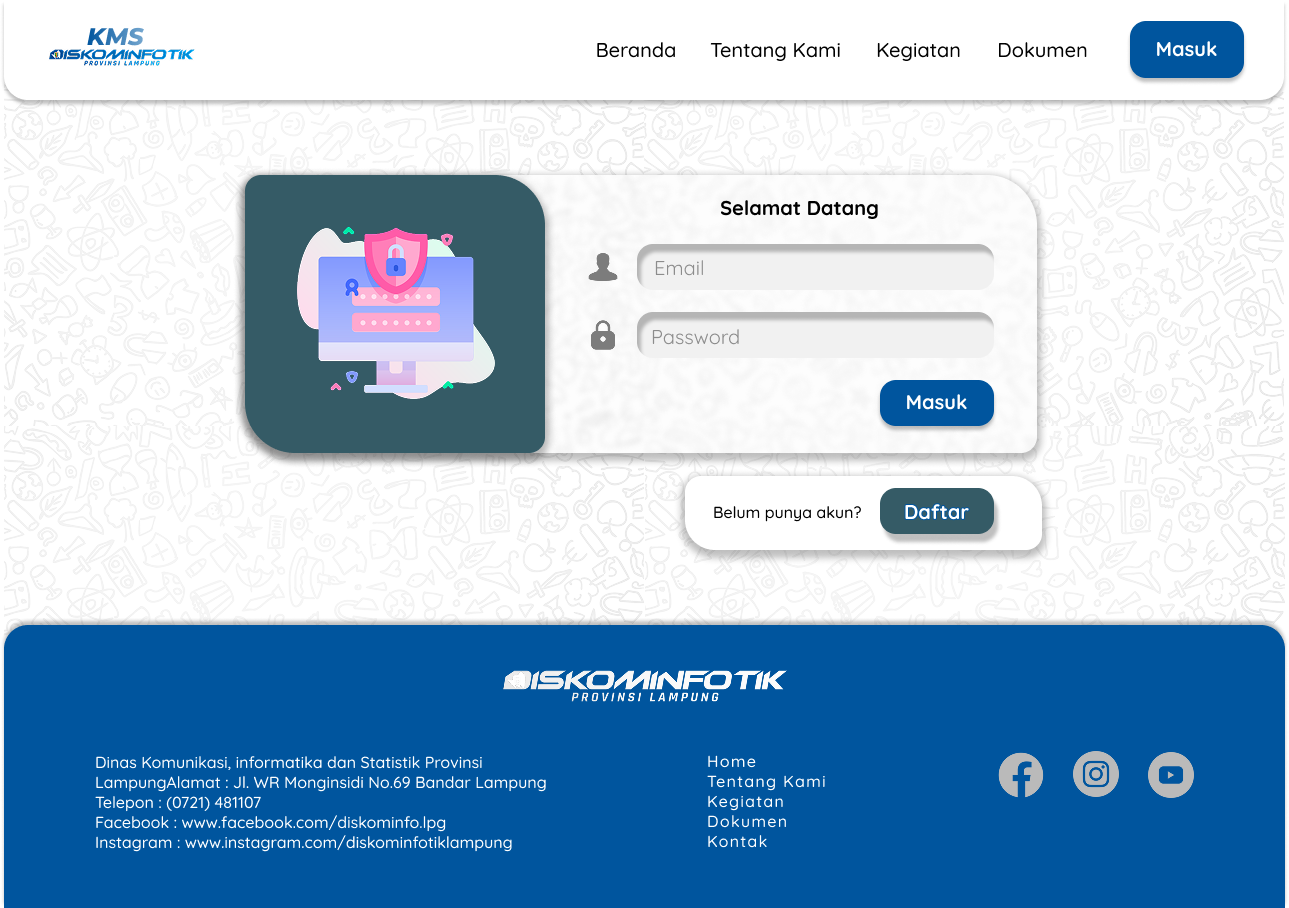 KMS
DISKOMINFOTIK
PROVINSI LAMPUNG
Beranda
Tentang Kami
Kegiatan
Dokumen
Masuk
Selamat Datang
Email
Password
Masuk
Belum punya akun?
Daftar
DISKOMINFOTIK
PROVINSI LAMPUNG
Dinas Komunikasi, informatika dan Statistik Provinsi
LampungAlamat : Jl. WR Monginsidi No.69 Bandar Lampung
Telepon : (0721) 481107
Facebook : www.facebook.com/diskominfo.lpg
Instagram : www.instagram.com/diskominfotiklampung
Home
Tentang Kami
Kegiatan
Dokumen
Kontak